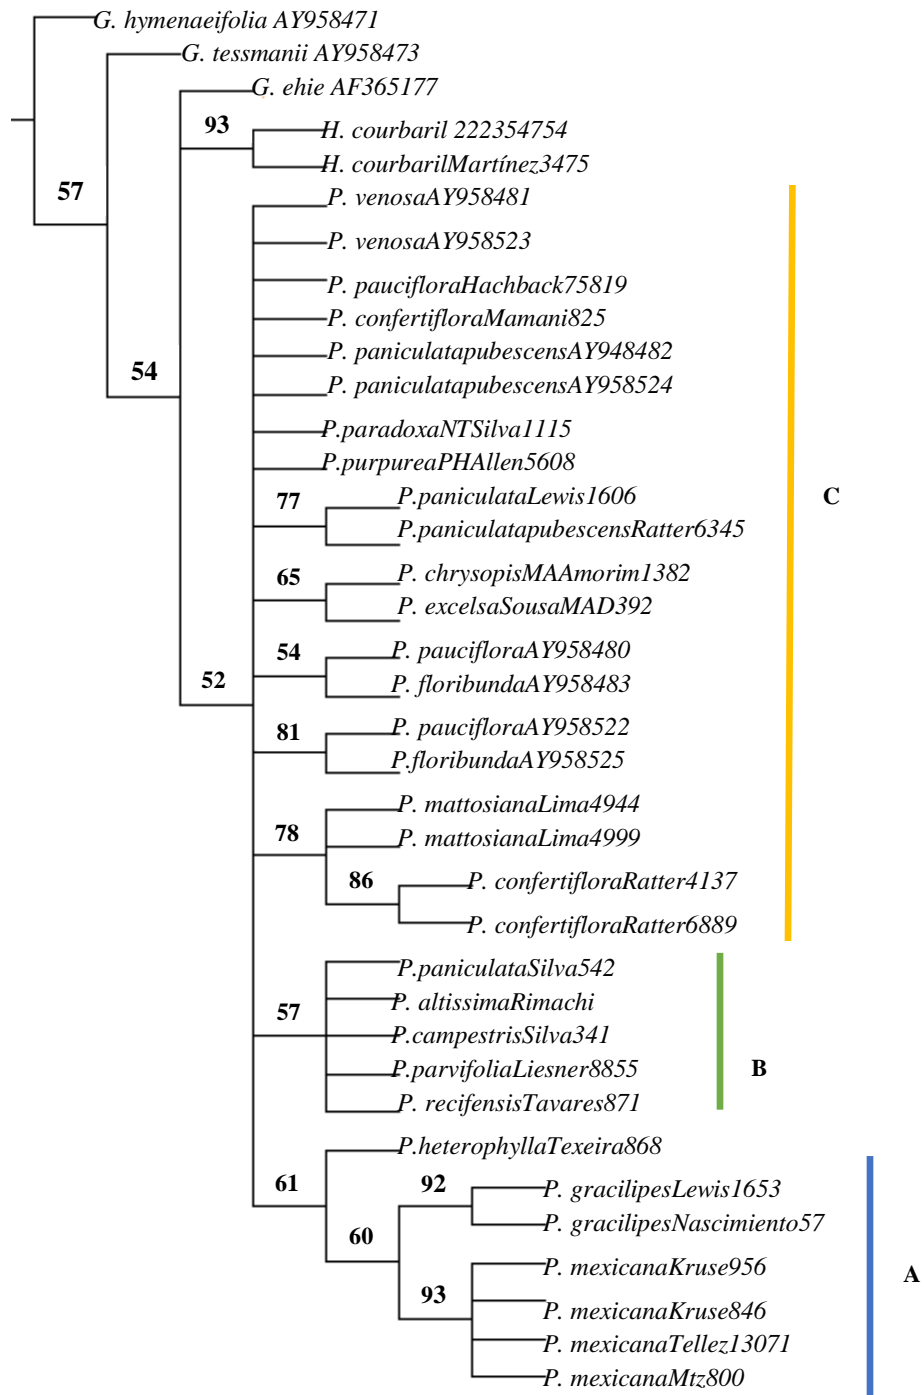 G. hymenaeifolia AY958471
G. tessmanii AY958473
G. ehie AF365177
93
H. courbaril 222354754
H. courbarilMartínez3475
57
P. venosaAY958481
P. venosaAY958523
P. paucifloraHachback75819
P. confertifloraMamani825
P. paniculatapubescensAY948482
54
P. paniculatapubescensAY958524
P.paradoxaNTSilva1115
P.purpureaPHAllen5608
77
P.paniculataLewis1606
C
P.paniculatapubescensRatter6345
65
P. chrysopisMAAmorim1382
P. excelsaSousaMAD392
54
P. paucifloraAY958480
52
P. floribundaAY958483
81
P. paucifloraAY958522
P.floribundaAY958525
P. mattosianaLima4944
78
P. mattosianaLima4999
86
P. confertifloraRatter4137
P. confertifloraRatter6889
P.paniculataSilva542
P. altissimaRimachi
57
P.campestrisSilva341
P.parvifoliaLiesner8855
B
P. recifensisTavares871
P.heterophyllaTexeira868
61
92
P. gracilipesLewis1653
P. gracilipesNascimiento57
60
P. mexicanaKruse956
A
93
P. mexicanaKruse846
P. mexicanaTellez13071
P. mexicanaMtz800